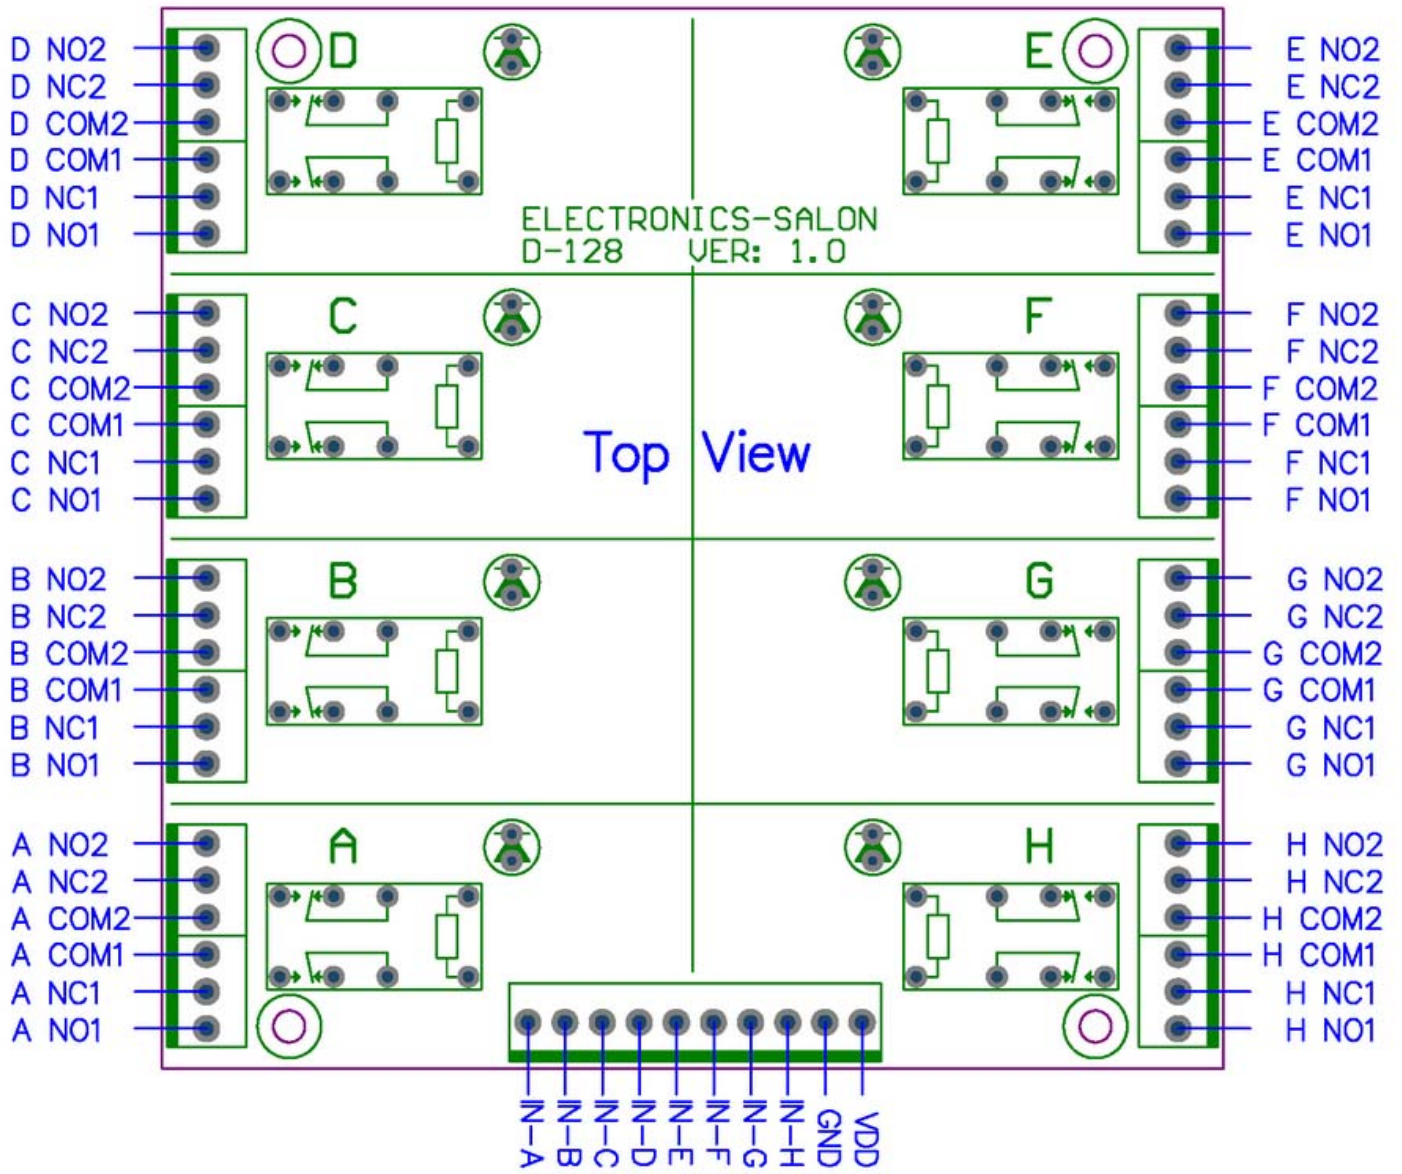 D NO2
D NC2
D COM2
D COM1
D NC1
D NO1
D
E
E NO2
E NC2
E COM2
E COM1
E NC1
E NO1
ELECTRONICS-SALON
D-128 VER: 1.0
C NO2
C NC2
C COM2
C COM1
C NC1
C NO1
C
F
F NO2
F NC2
F COM2
F COM1
F NC1
F NO1
Top View
B NO2
B NC2
B COM2
B COM1
B NC1
B NO1
B
G
G NO2
G NC2
G COM2
G COM1
G NC1
G NO1
A NO2
A NC2
A COM2
A COM1
A NC1
A NO1
A
H
H NO2
H NC2
H COM2
H COM1
H NC1
H NO1
IN-A
IN-B
IN-C
IN-D
IN-E
IN-F
IN-G
IN-H
GND
VDD